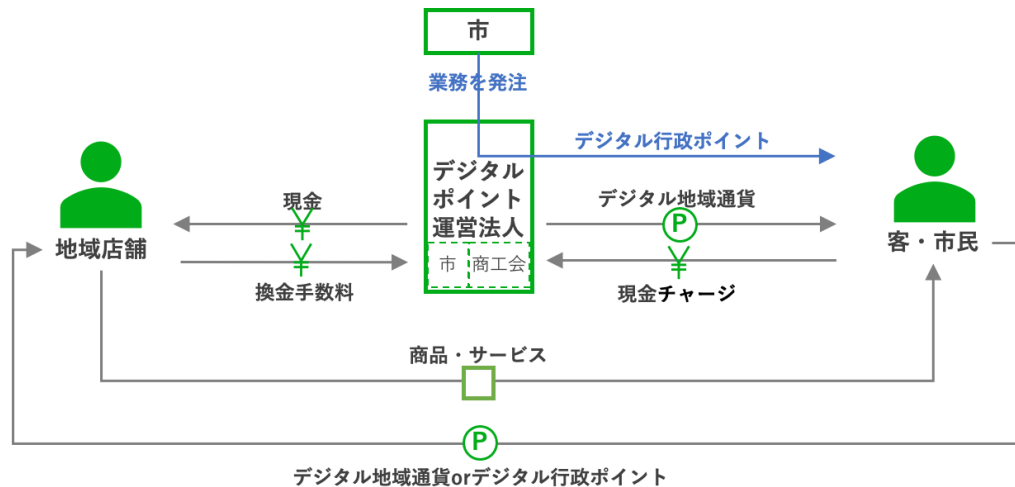 市
業務を発注
デジタル行政ポイント
デジタル
ポイント
運営法人
市
商工会
現金
地域店舗
換金手数料
デジタル地域通貨
P
客・市民
現金チャージ
商品・サービス
P
デジタル地域通貨orデジタル行政ポイント